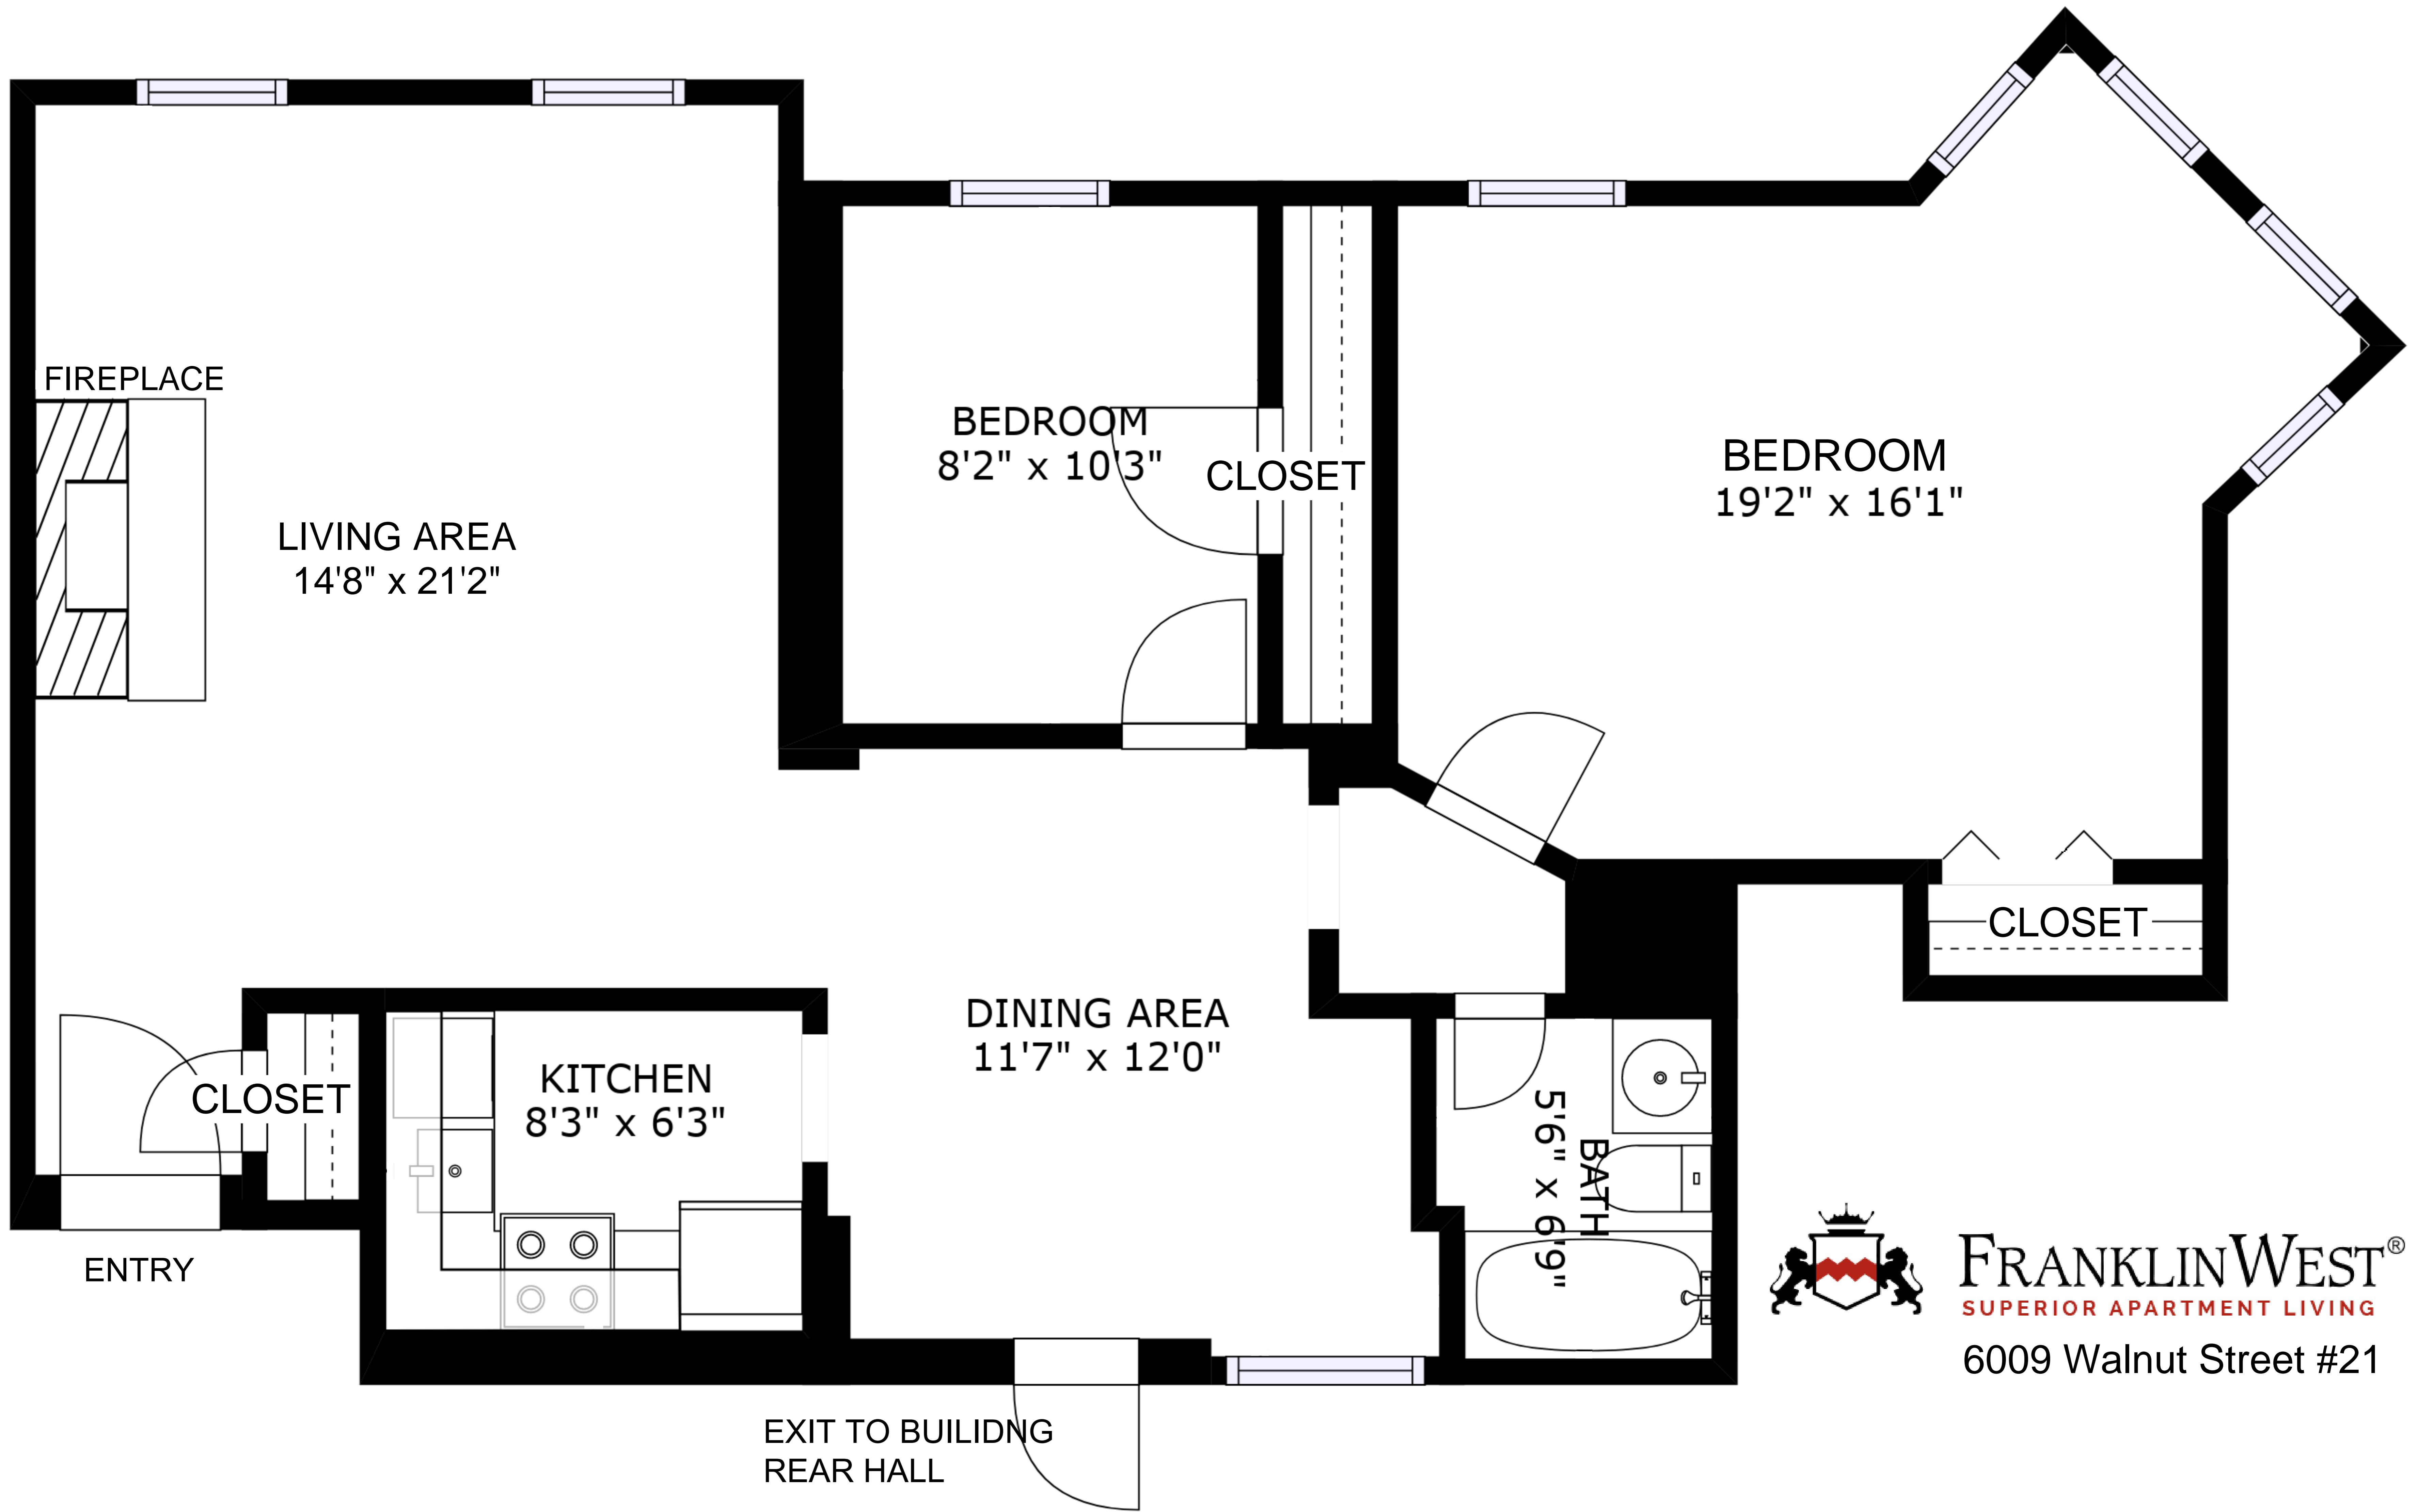 FIREPLACE
LIVING AREA
14'8" x 21'2"
BEDROOM
8'2" x 10'3"
CLOSET
BEDROOM
19'2" x 16'1"
CLOSET
CLOSET
KITCHEN
8'3" x 6'3"
DINING AREA
11'7" x 12'0"
BATH
5'6" x 6'9"
ENTRY
EXIT TO BUILIDNG
REAR HALL
FRANKLINWEST®
SUPERIOR APARTMENT LIVING
6009 Walnut Street #21